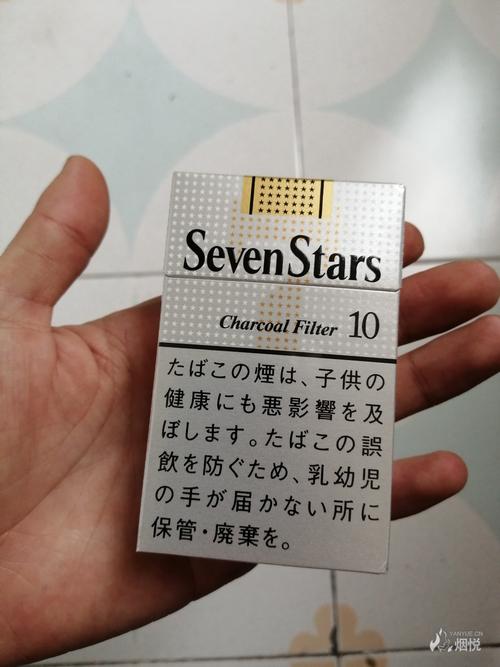 Seven Stars
Charcoal Filter 10
たばこの煙は、子供の
健康にも悪影響を及
ぼします。たばこの誤
飲を防ぐため、乳幼児
の手が届かない所に
保管・廃棄を。
YANYUE.CN
烟悦